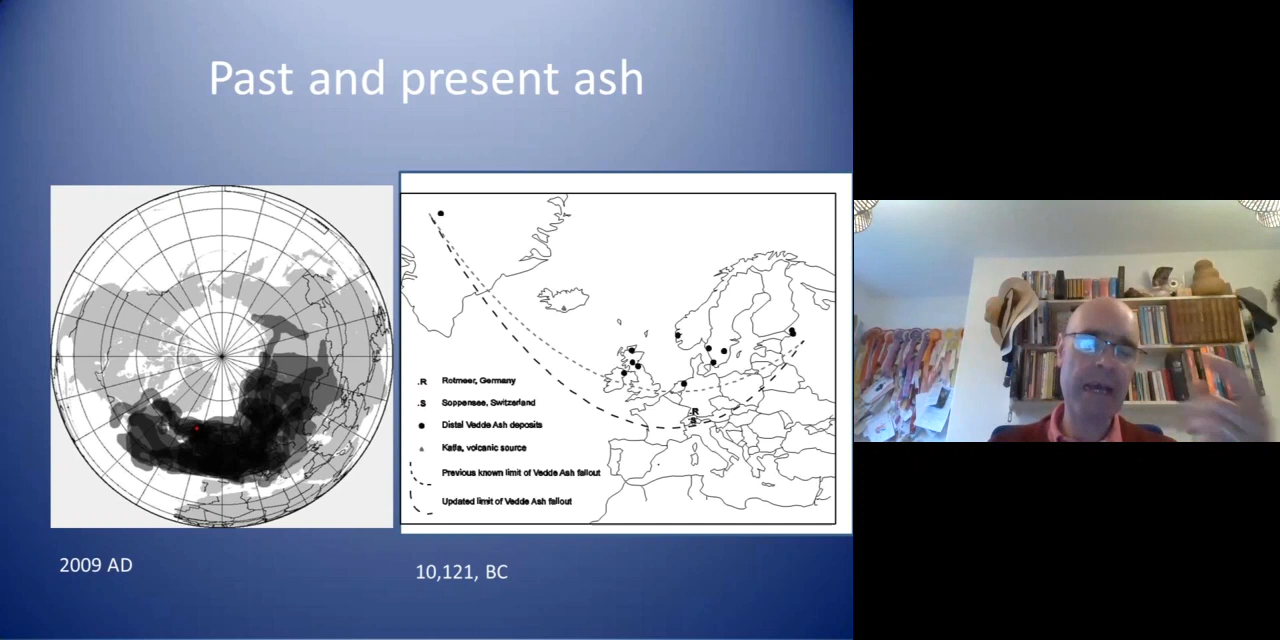 Past and present ash
.R Rotmeer, Germany
.S Soppensee, Switzerland
Distal Vedde Ash deposits
Katla, volcanic source
Previous known limit of Vedde Ash fallout
Updated limit of Vedde Ash fallout
.R
S
2009 AD
10,121, BC